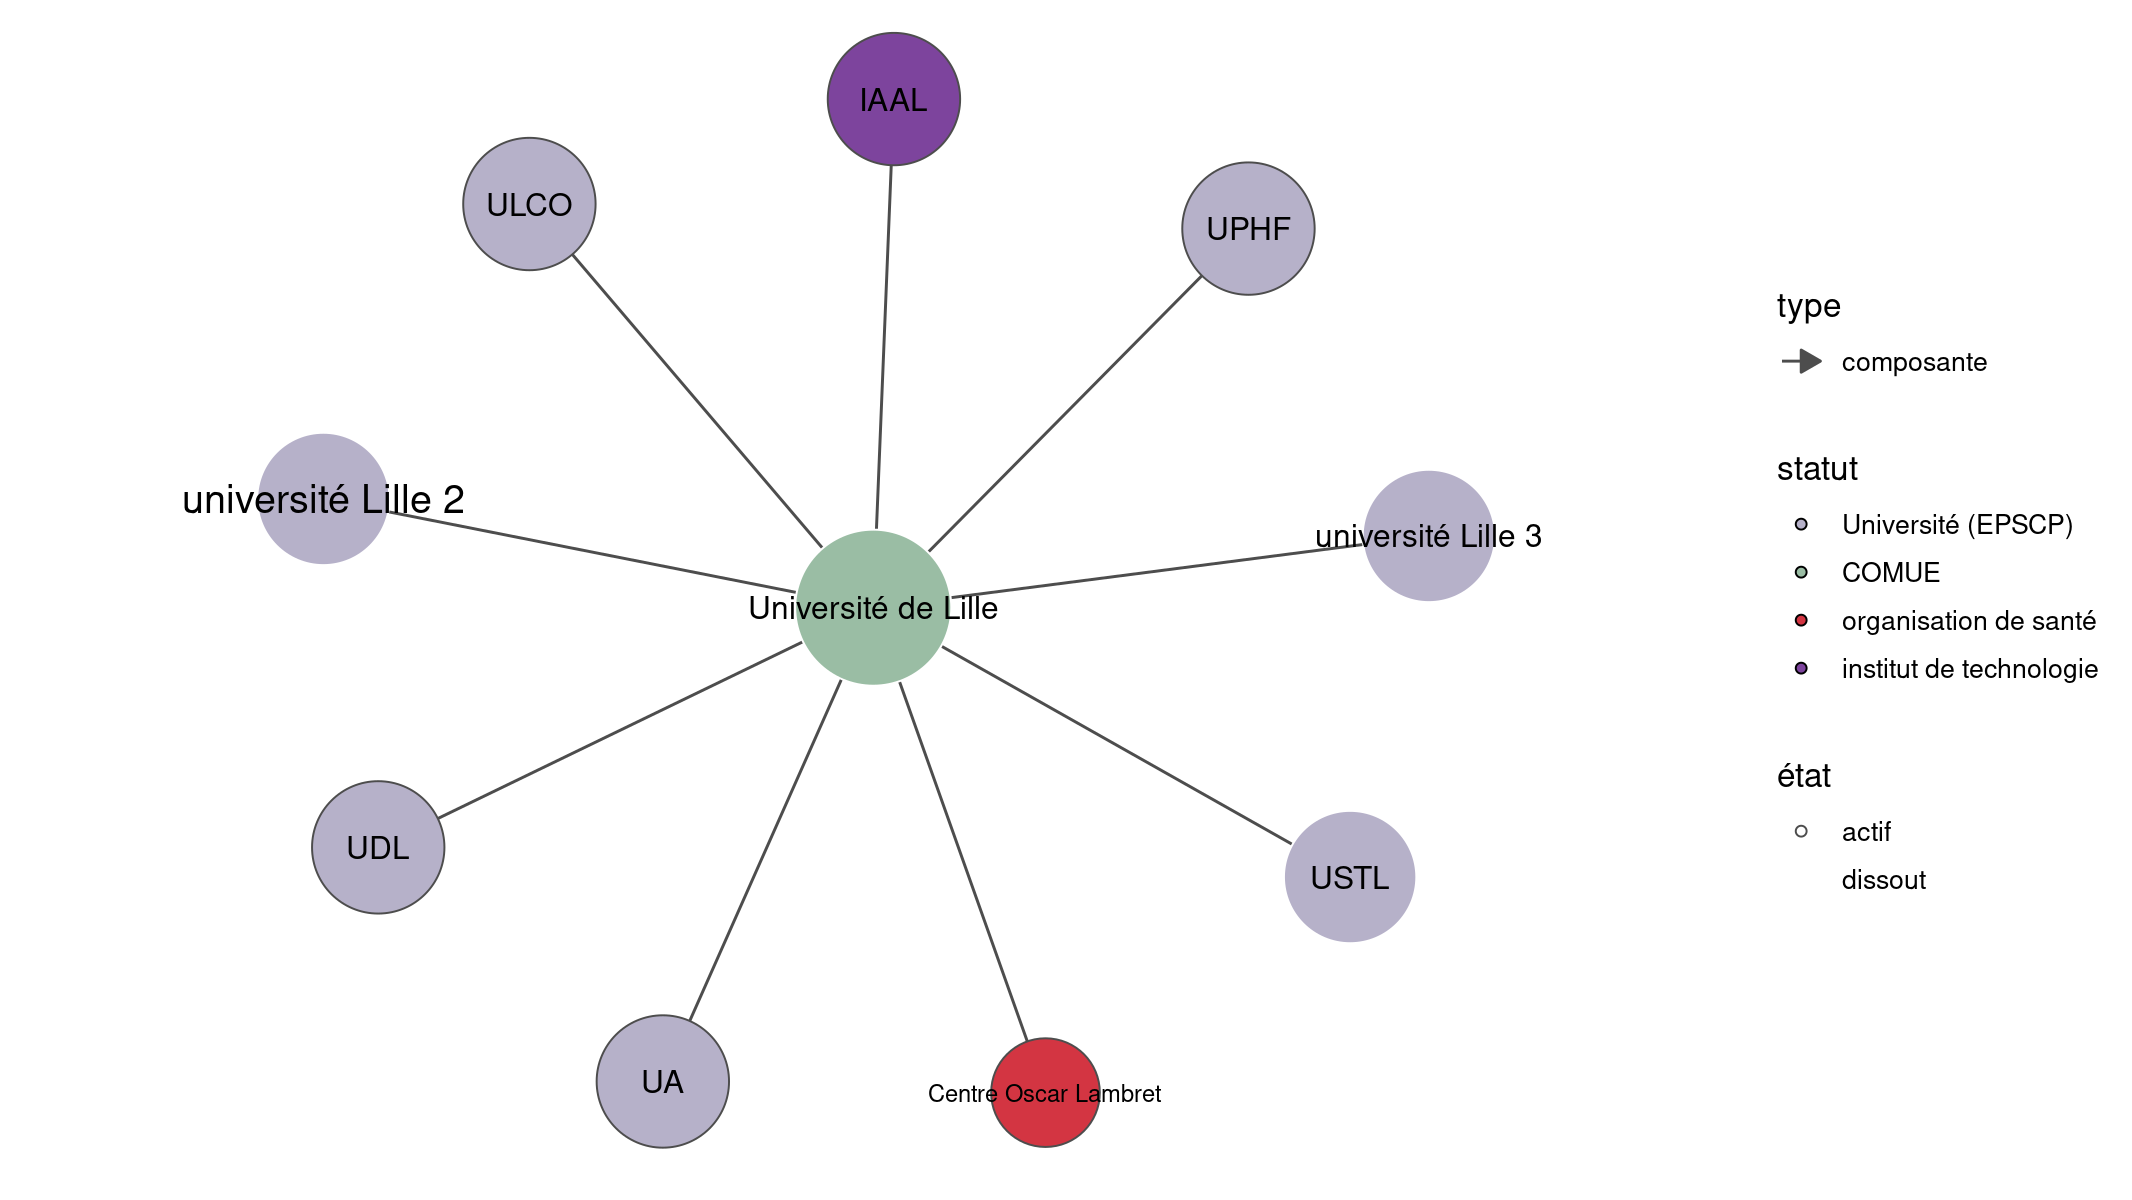 IAAL
ULCO
UPHF
université Lille 2
université Lille 3
Université de Lille
UDL
USTL
UA
Centre Oscar Lambret
type
composante
statut
Université (EPSCP)
COMUE
organisation de santé
institut de technologie
état
actif
dissout